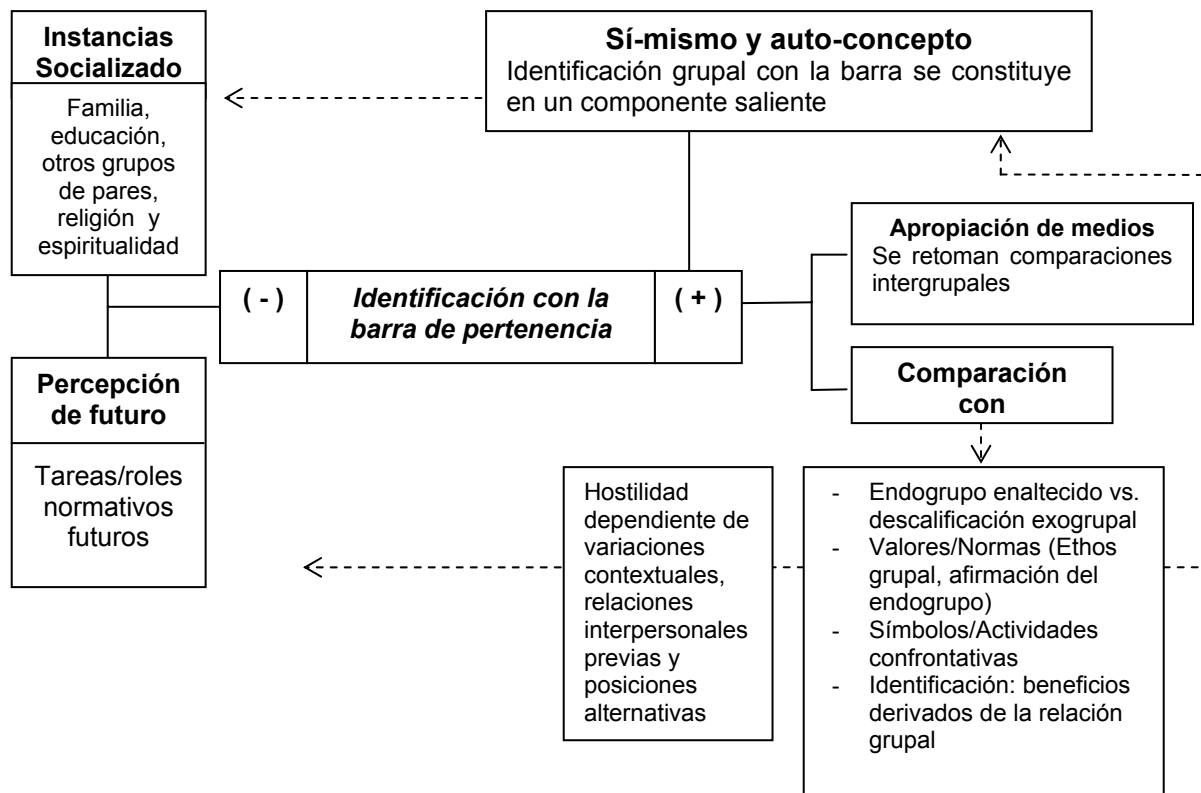 Instancias
Socializado
Familia,
educación,
otros grupos
de pares,
religión y
espiritualidad
Sí-mismo y auto-concepto
Identificación grupal con la barra se constituye
en un componente saliente
Apropiación de medios
Se retoman comparaciones
intergrupales
( - )
Identificación con la
barra de pertenencia
( + )
Percepción
de futuro
Tareas/roles
normativos
futuros
Comparación
con
Hostilidad
dependiente de
variaciones
contextuales,
relaciones
interpersonales
previas y
posiciones
alternativas
- Endogrupo enaltecido vs.
descalificación exogrupal
- Valores/Normas (Ethos
grupal, afirmación del
endogrupo)
- Símbolos/Actividades
confrontativas
- Identificación: beneficios
derivados de la relación
grupal